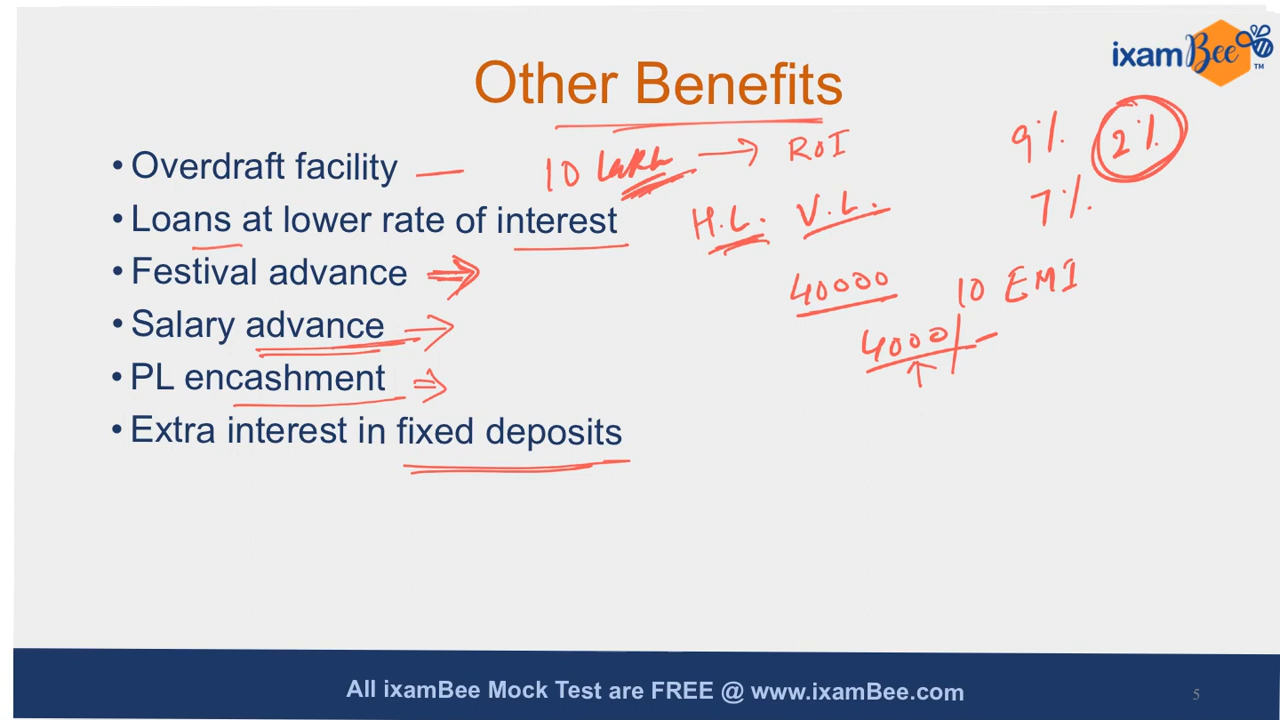 ixamBee™
Other Benefits
9% 2%
• Overdraft facility — 10 Lakh → RoI
7%
• Loans at lower rate of interest H.L. V.L.
• Festival advance
40000 10 EMI
• Salary advance
4000/-
• PL encashment
• Extra interest in fixed deposits
All ixamBee Mock Test are FREE @ www.ixamBee.com
5